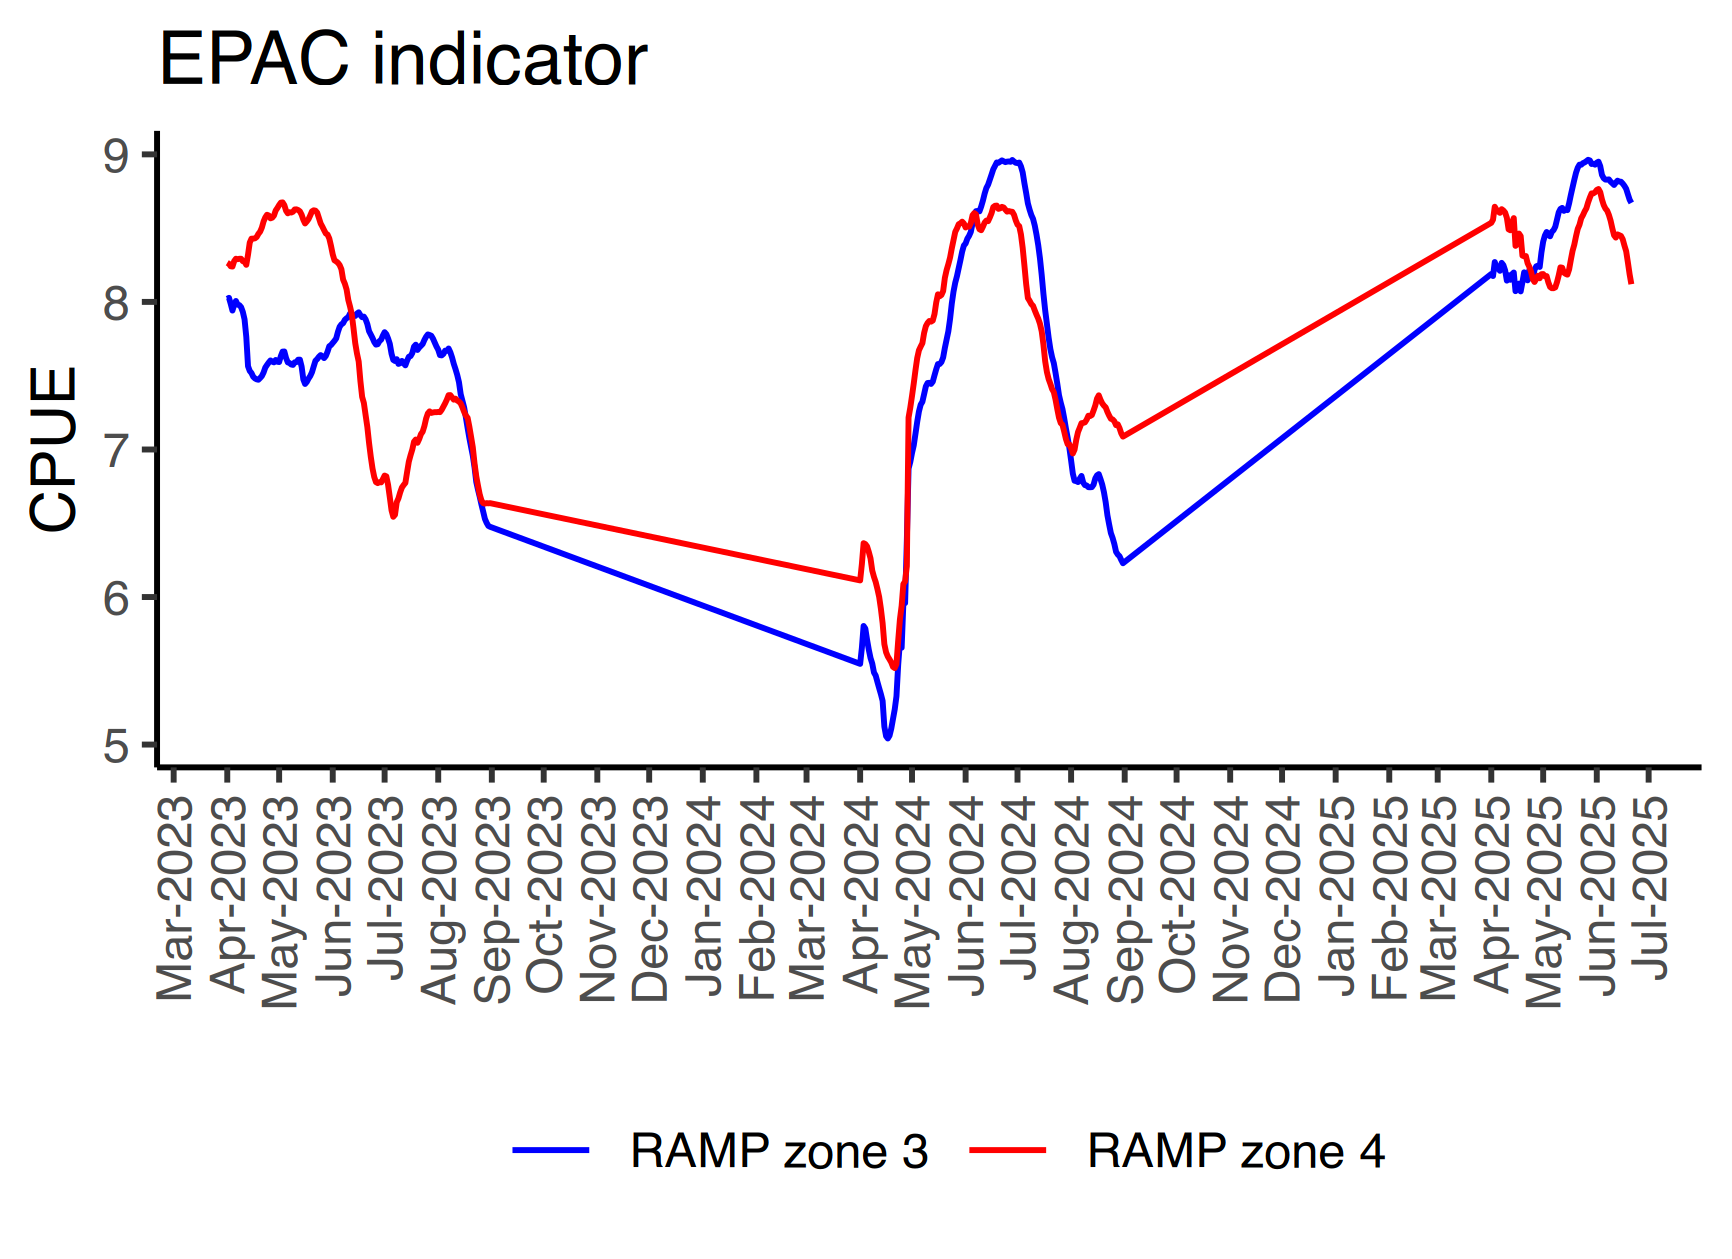 EPAC indicator
CPUE
9
8
7
6
5
Mar-2023
Apr-2023
May-2023
Jun-2023
Jul-2023
Aug-2023
Sep-2023
Oct-2023
Nov-2023
Dec-2023
Jan-2024
Feb-2024
Mar-2024
Apr-2024
May-2024
Jun-2024
Jul-2024
Aug-2024
Sep-2024
Oct-2024
Nov-2024
Dec-2024
Jan-2025
Feb-2025
Mar-2025
Apr-2025
May-2025
Jun-2025
Jul-2025
RAMP zone 3
RAMP zone 4